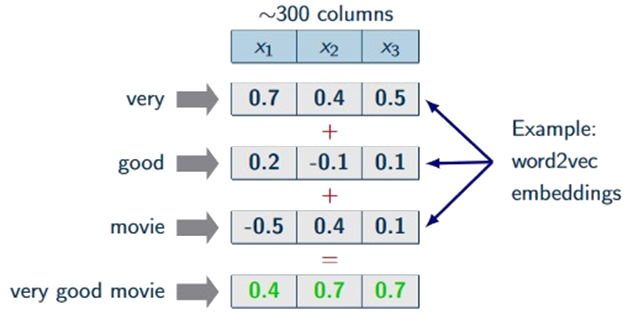 ~300 columns
x₁ x₂ x₃
very 0.7 0.4 0.5
+
good 0.2 -0.1 0.1
+
movie -0.5 0.4 0.1
=
very good movie 0.4 0.7 0.7
Example:
word2vec
embeddings